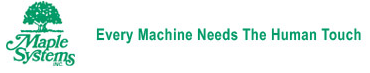 Maple
Systems
INC.
Every Machine Needs The Human Touch